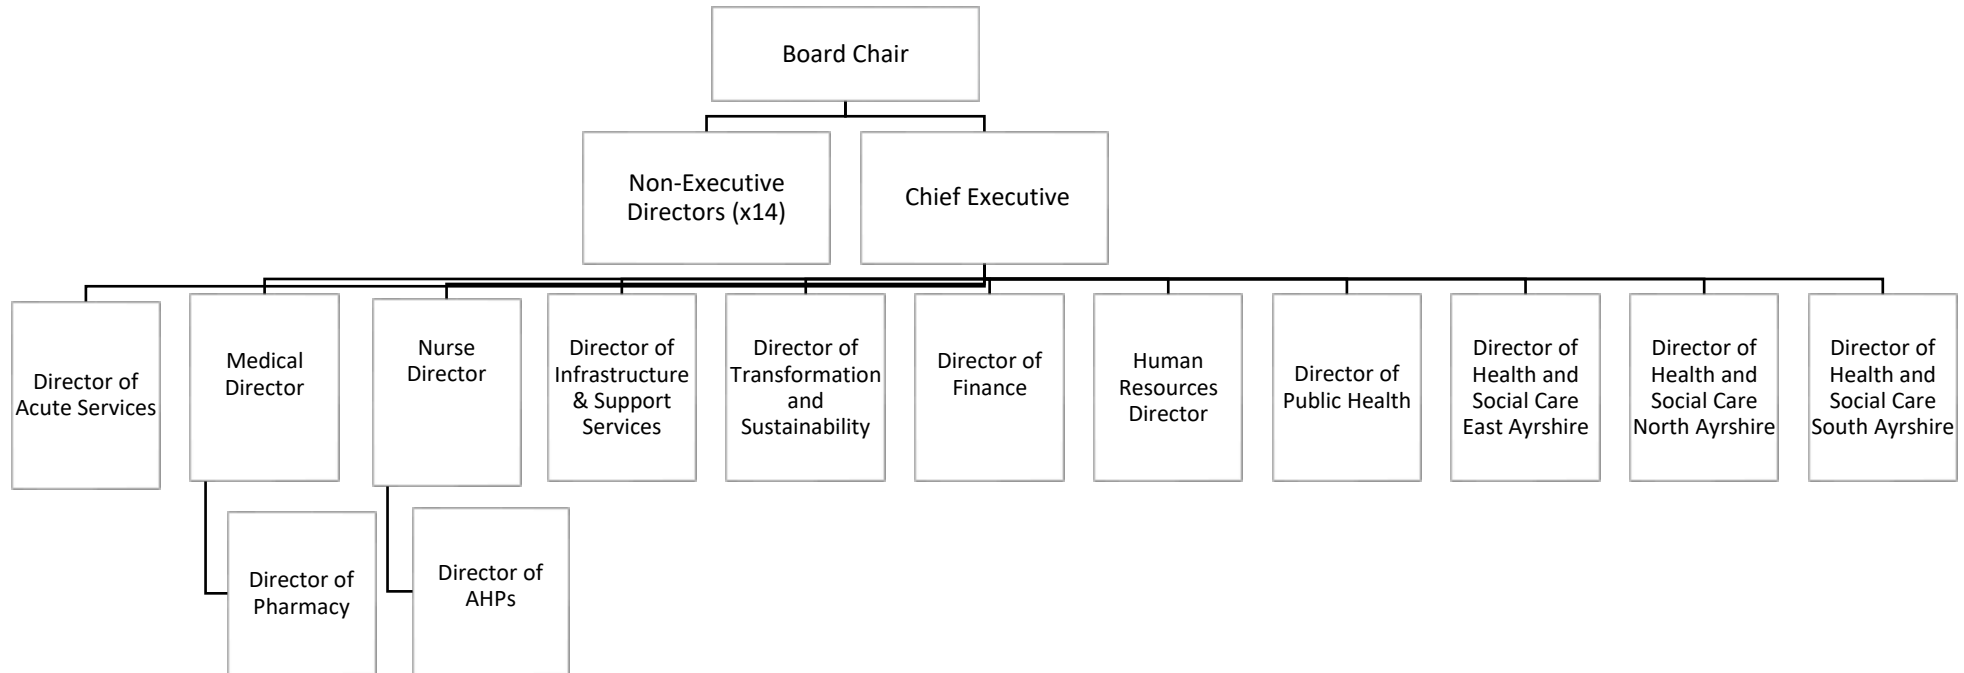 Board Chair
Non-Executive
Directors (x14)
Chief Executive
Director of
Acute Services
Medical
Director
Nurse
Director
Director of
Infrastructure
& Support
Services
Director of
Transformation
and
Sustainability
Director of
Finance
Human
Resources
Director
Director of
Public Health
Director of
Health and
Social Care
East Ayrshire
Director of
Health and
Social Care
North Ayrshire
Director of
Health and
Social Care
South Ayrshire
Director of
Pharmacy
Director of
AHPs